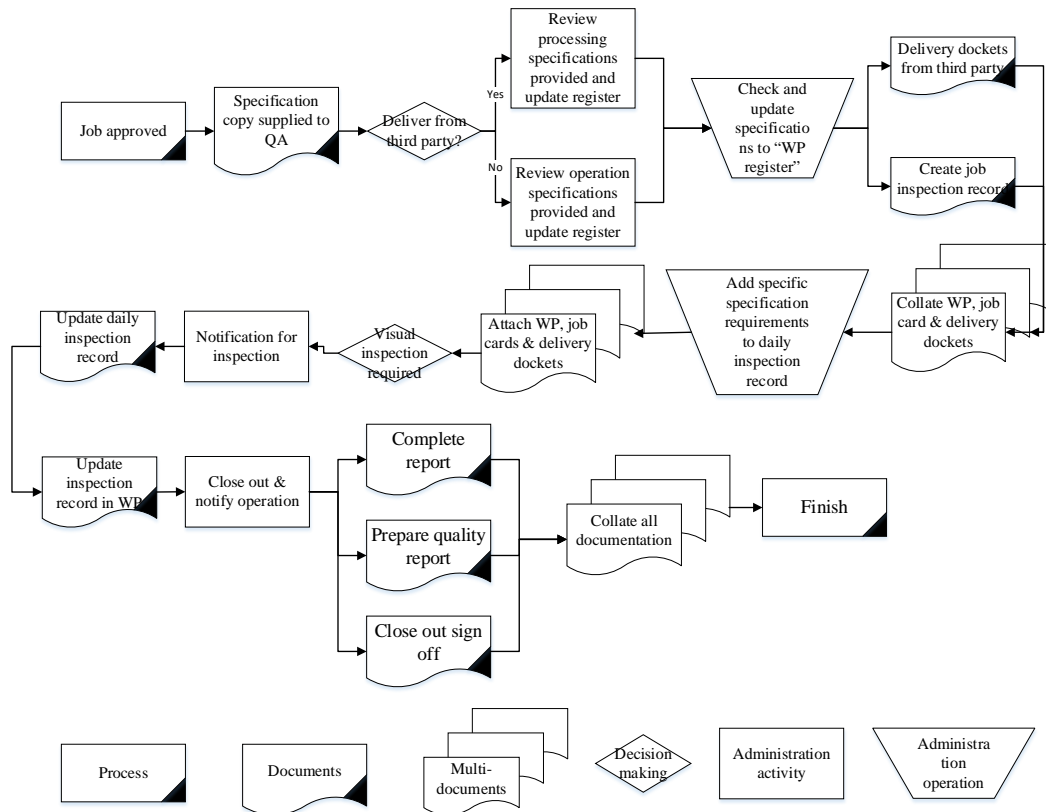 Job approved
Specification
copy supplied to
QA
Deliver from
third party?
Yes
No
Review
processing
specifications
provided and
update register
Review operation
specifications
provided and
update register
Check and
update
specificatio
ns to “WP
register”
Delivery dockets
from third party
Create job
inspection record
Collate WP, job
card & delivery
dockets
Add specific
specification
requirements
to daily
inspection
record
Attach WP, job
cards & delivery
dockets
Visual
inspection
required
Notification for
inspection
Update daily
inspection
record
Update
inspection
record in WP
Close out &
notify operation
Complete
report
Prepare quality
report
Close out sign
off
Collate all
documentation
Finish
Process
Documents
Multi-
documents
Decision
making
Administration
activity
Administra
tion
operation